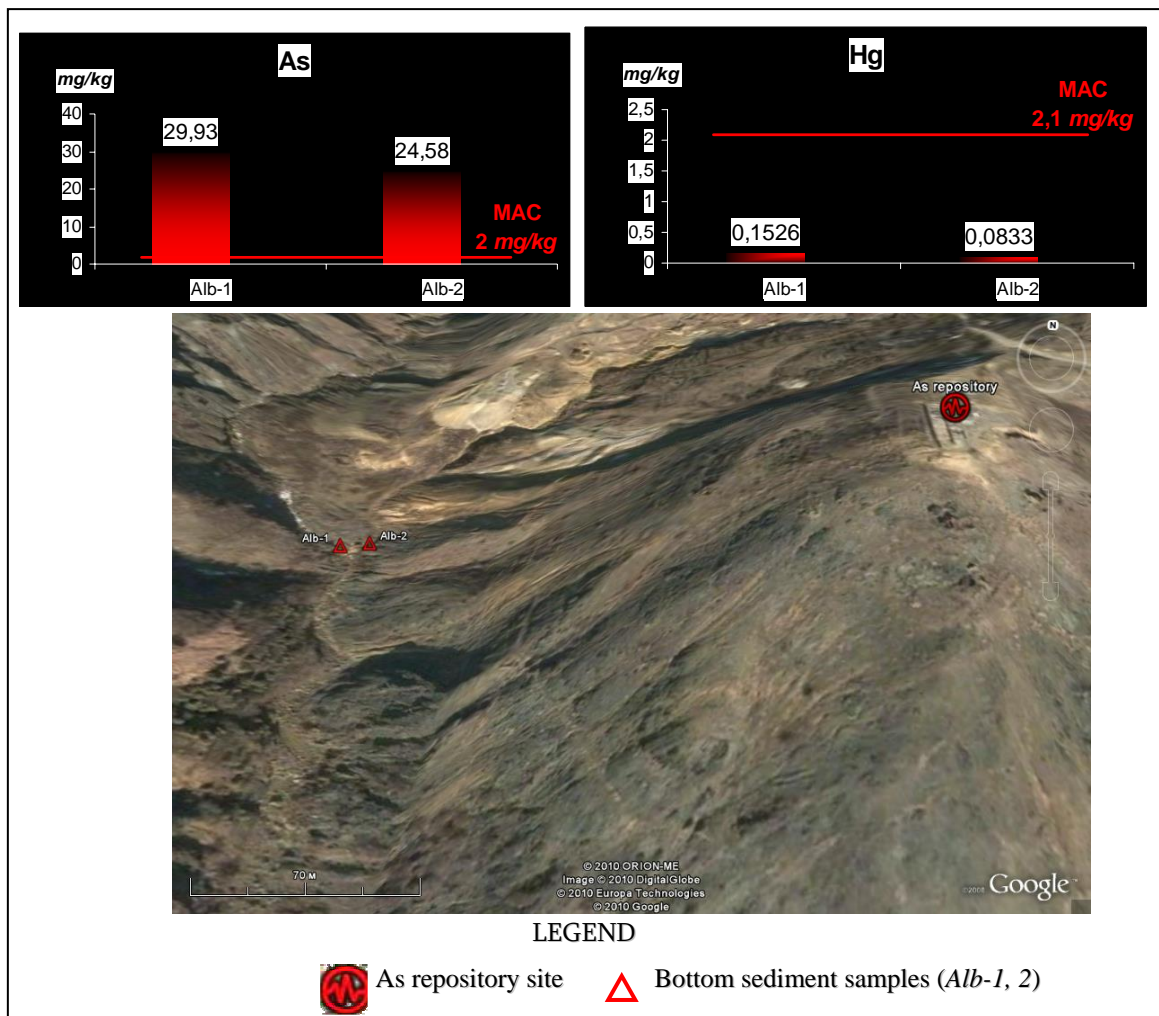 As
mg/kg
40
30
20
10
0
29,93
24,58
MAC
2 mg/kg
Alb-1
Alb-2
Hg
mg/kg
2,5
2
1,5
1
0,5
0
MAC
2,1 mg/kg
0,1526
0,0833
Alb-1
Alb-2
N
As repository
Alb-1
Alb-2
70 м
© 2010 ORION-ME
Image © 2010 DigitalGlobe
© 2010 Europa Technologies
© 2010 Google
Google
LEGEND
As repository site
Bottom sediment samples (Alb-1, 2)